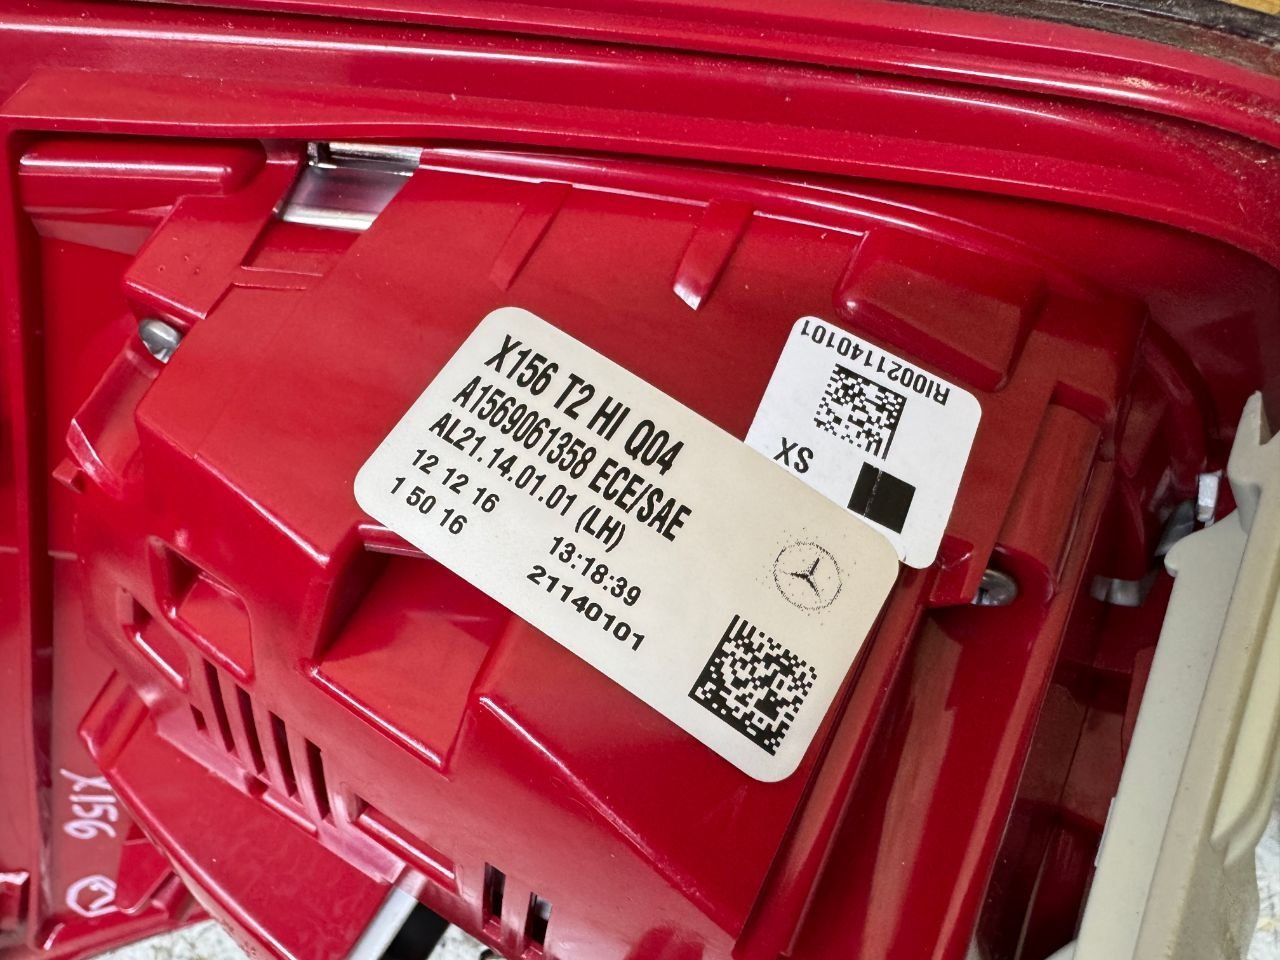 X156 T2 HI Q04
A1569061358 ECE/SAE
AL21.14.01.01 (LH)
12 12 16 13:18:39
1 50 16 21140101
RI0021140101
SX
X156